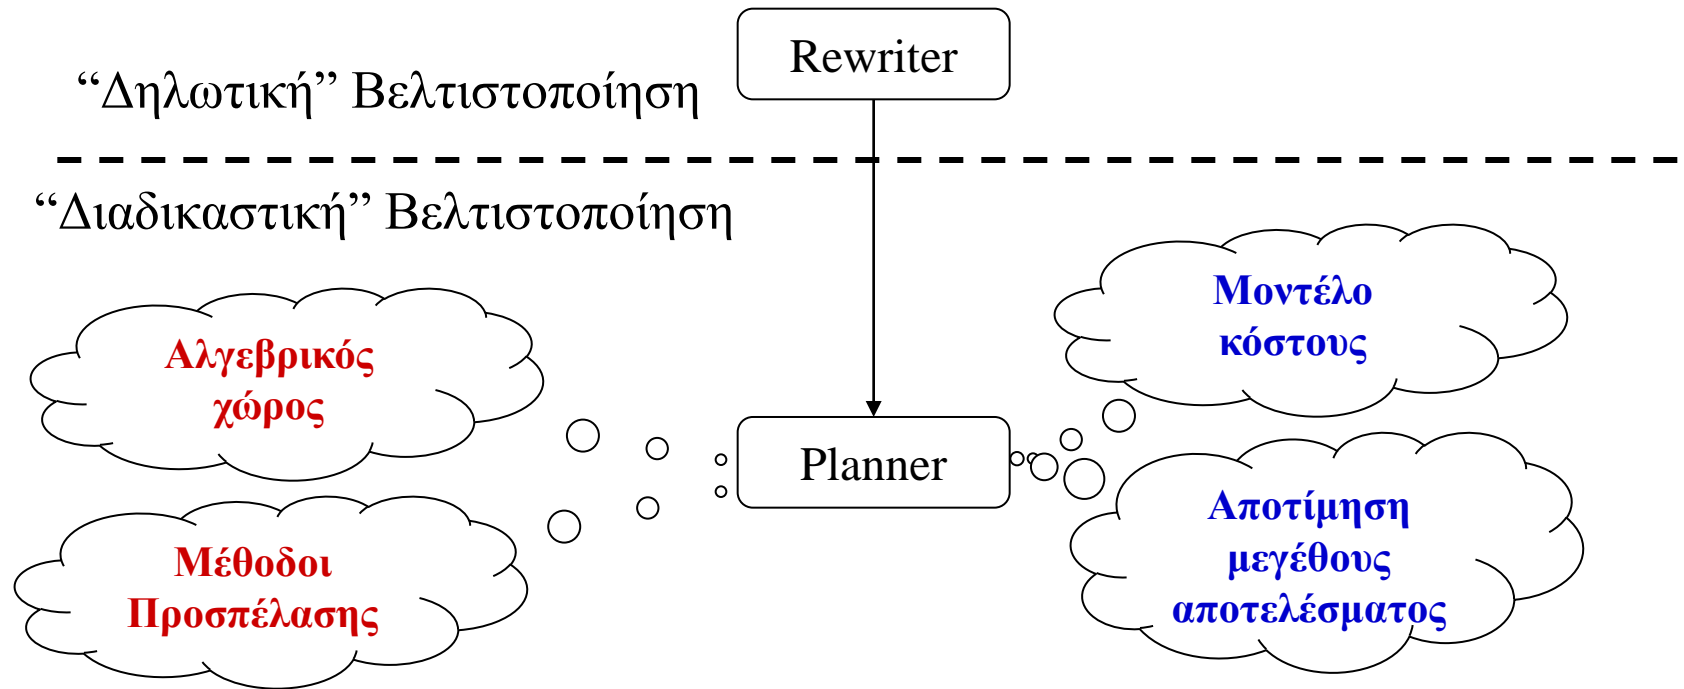 Rewriter
“Δηλωτική” Βελτιστοποίηση
“Διαδικαστική” Βελτιστοποίηση
Αλγεβρικός
χώρος
Μέθοδοι
Προσπέλασης
Planner
Μοντέλο
κόστους
Αποτίμηση
μεγέθους
αποτελέσματος